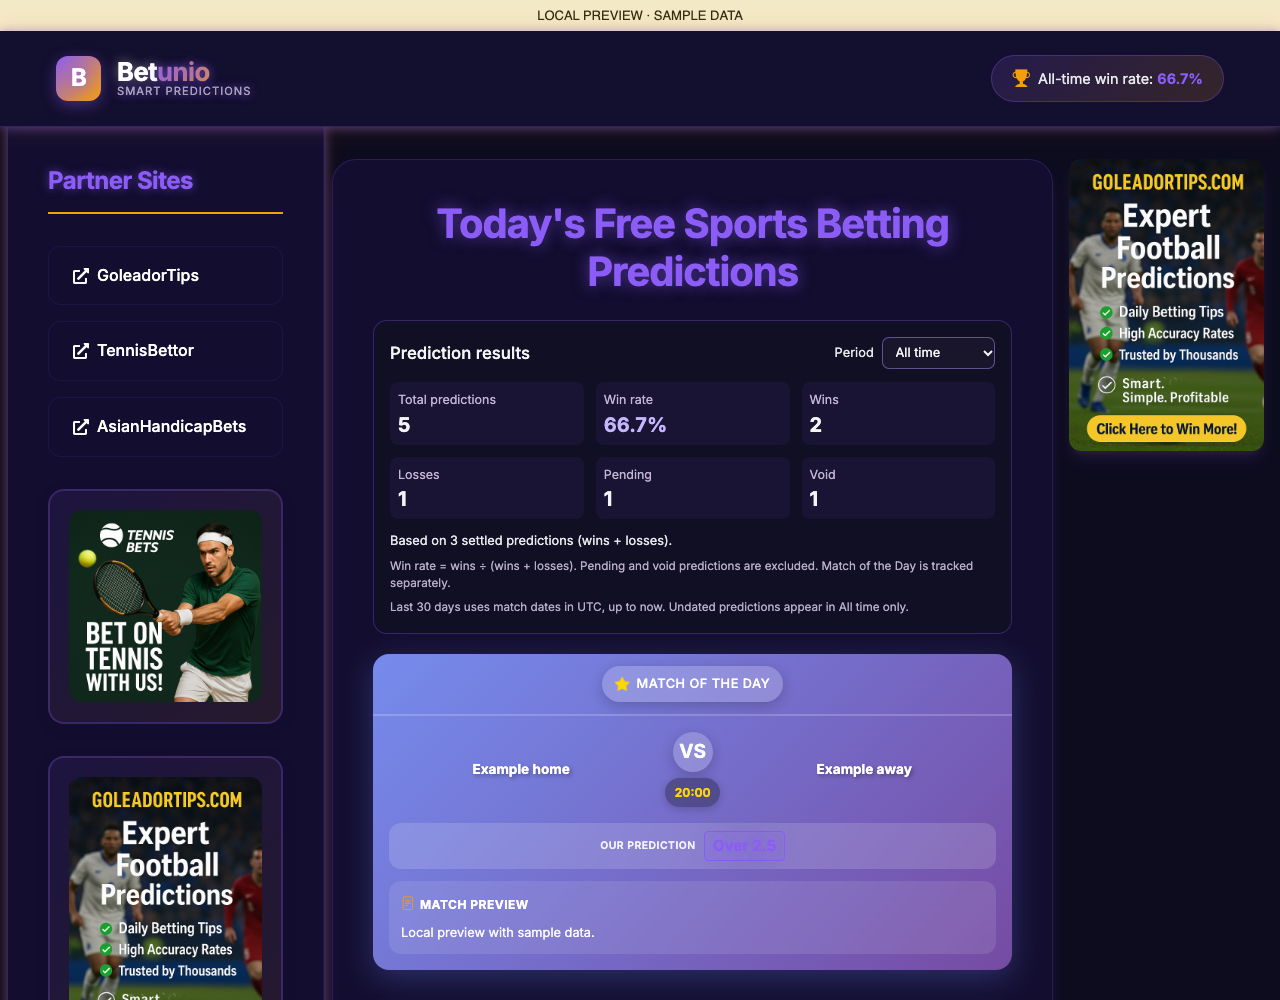 LOCAL PREVIEW · SAMPLE DATA
B
Betunio
SMART PREDICTIONS
All-time win rate: 66.7%
Partner Sites
GoleadorTips
TennisBettor
AsianHandicapBets
TENNIS
BETS
BET ON
TENNIS
WITH US!
GOLEADORTIPS.COM
Expert
Football
Predictions
Daily Betting Tips
High Accuracy Rates
Trusted by Thousands
Smart.
Today's Free Sports Betting
Predictions
Prediction results
Period All time
Total predictions
5
Win rate
66.7%
Wins
2
Losses
1
Pending
1
Void
1
Based on 3 settled predictions (wins + losses).
Win rate = wins ÷ (wins + losses). Pending and void predictions are excluded. Match of the Day is tracked
separately.
Last 30 days uses match dates in UTC, up to now. Undated predictions appear in All time only.
MATCH OF THE DAY
Example home
VS
20:00
Example away
OUR PREDICTION Over 2.5
MATCH PREVIEW
Local preview with sample data.
GOLEADORTIPS.COM
Expert
Football
Predictions
Daily Betting Tips
High Accuracy Rates
Trusted by Thousands
Smart.
Simple. Profitable
Click Here to Win More!